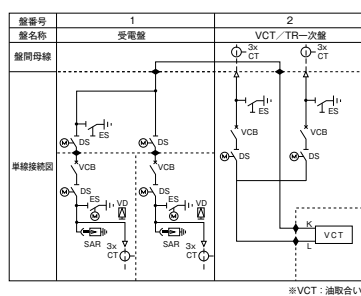 盤番号 1 2
盤名称 受電盤 VCT／TR一次盤
盤間母線
3x
CT
3x
CT
単線接続図
ES
ES
ES
M DS
M DS
VCB
VCB
VCB
VCB
M DS
M DS
M DS
M DS
ES VD
ES VD
M
M
SAR
3x
CT
SAR
3x
CT
K
VCT
L
※VCT：油取合い